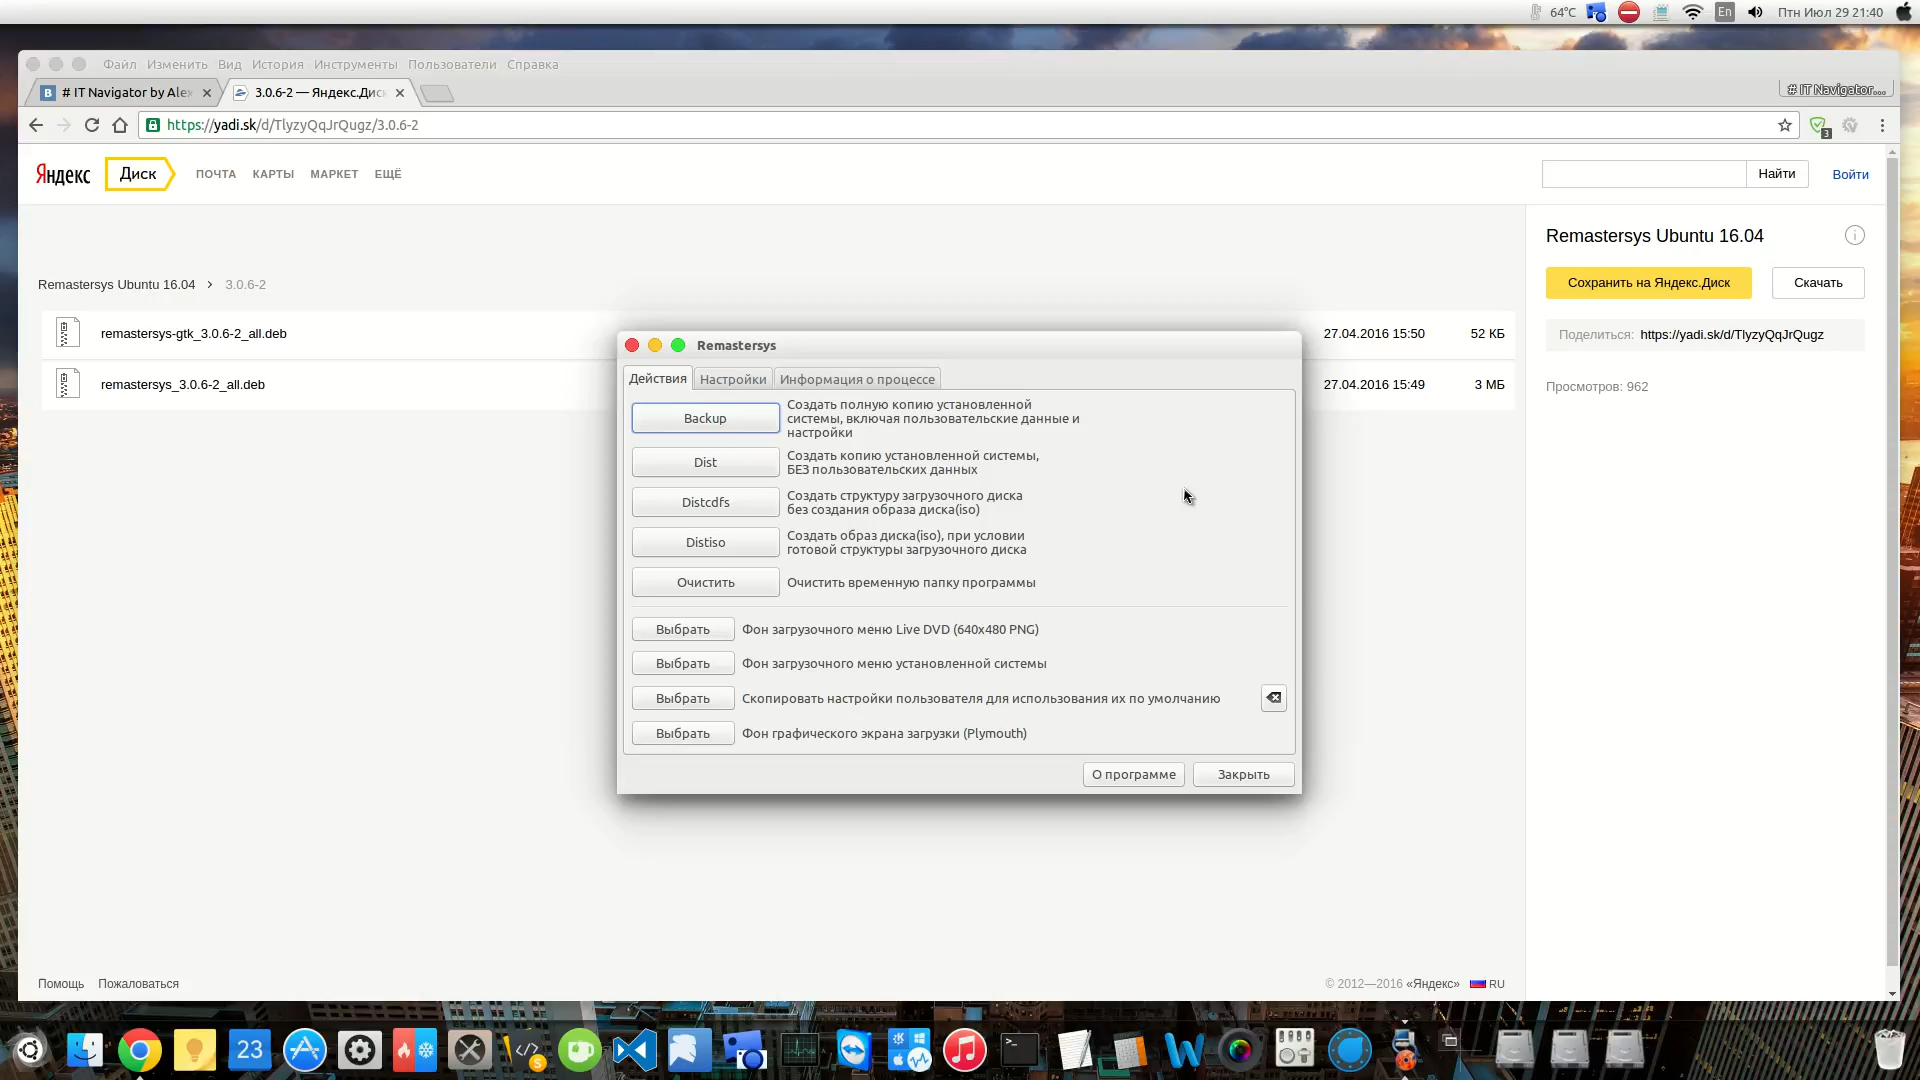 64°C En Птн Июл 29 21:40
Файл Изменить Вид История Инструменты Пользователи Справка
B # IT Navigator by Alex 3.0.6-2 — Яндекс.Диск # IT Navigator...
https://yadi.sk/d/TlyzyQqJrQugz/3.0.6-2 3
Яндекс Диск ПОЧТА КАРТЫ МАРКЕТ ЕЩЁ Найти Войти
Remastersys Ubuntu 16.04
Сохранить на Яндекс.Диск Скачать
Поделиться: https://yadi.sk/d/TlyzyQqJrQugz
Просмотров: 962
Remastersys Ubuntu 16.04 › 3.0.6-2
remastersys-gtk_3.0.6-2_all.deb 27.04.2016 15:50 52 КБ
remastersys_3.0.6-2_all.deb 27.04.2016 15:49 3 МБ
Remastersys
Действия Настройки Информация о процессе
Backup
Создать полную копию установленной
системы, включая пользовательские данные и
настройки
Dist
Создать копию установленной системы,
БЕЗ пользовательских данных
Distcdfs
Создать структуру загрузочного диска
без создания образа диска(iso)
Distiso
Создать образ диска(iso), при условии
готовой структуры загрузочного диска
Очистить Очистить временную папку программы
Выбрать Фон загрузочного меню Live DVD (640x480 PNG)
Выбрать Фон загрузочного меню установленной системы
Выбрать Скопировать настройки пользователя для использования их по умолчанию
Выбрать Фон графического экрана загрузки (Plymouth)
О программе Закрыть
Помощь Пожаловаться © 2012—2016 «Яндекс» RU
23